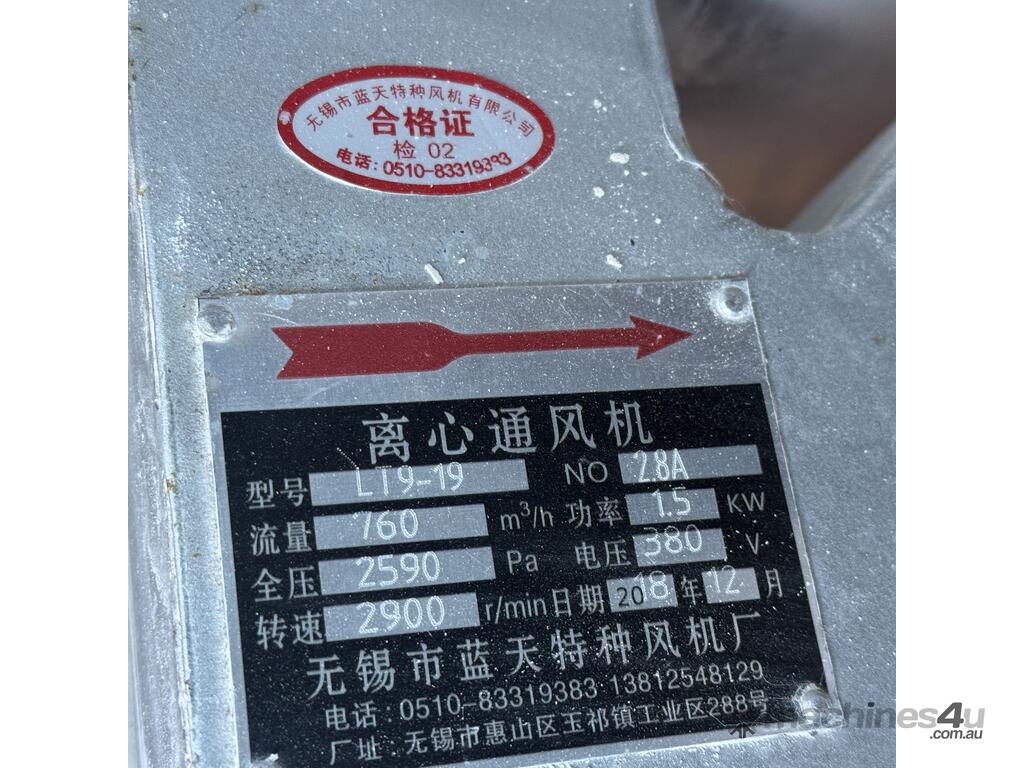 无锡市蓝天特种风机有限公司
合格证
检 02
电话:0510-83319393
离心通风机
型号 LT9-19 NO 2.8A
流量 760 m³/h 功率 1.5 KW
全压 2590 Pa 电压 380 V
转速 2900 r/min 日期 2018 年 12 月
无锡市蓝天特种风机厂
电话:0510-83319383·13812548129
厂址:无锡市惠山区玉祁镇工业区288号
machines4u
.com.au